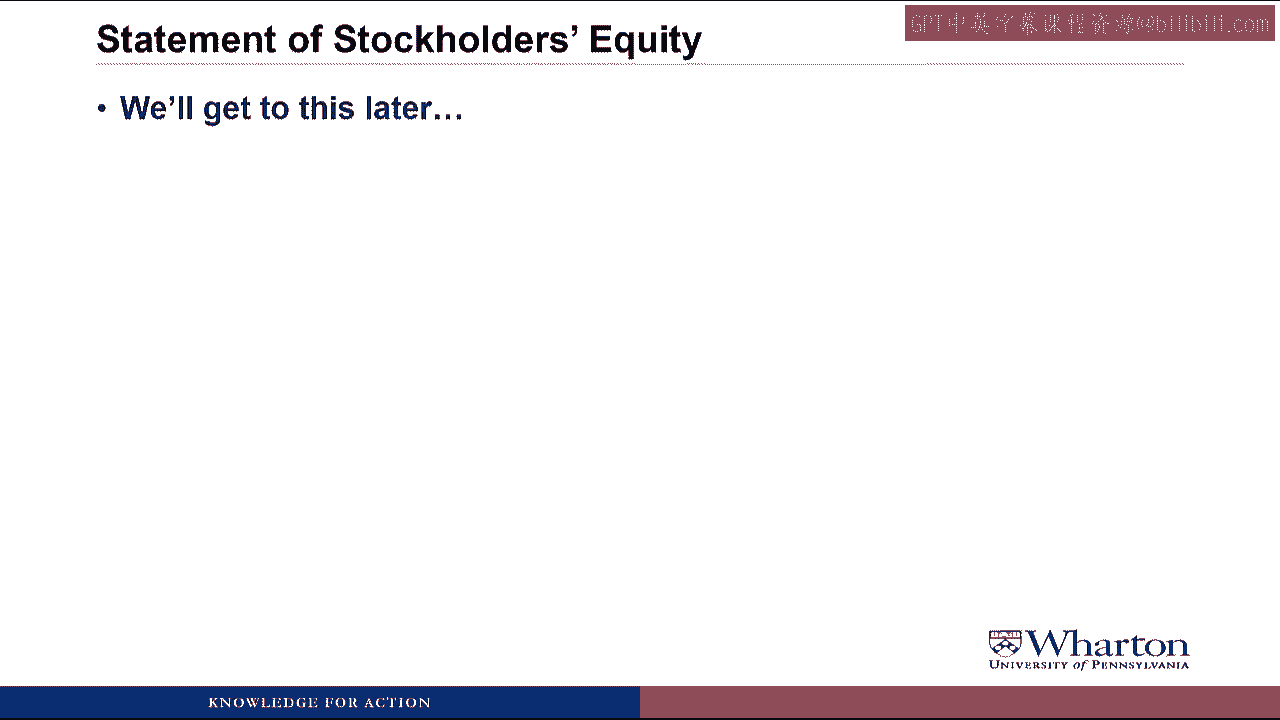 Statement of Stockholders’ Equity
GPT中英字幕课程资源@bilibili.com
• We’ll get to this later…
Wharton
UNIVERSITY of PENNSYLVANIA
KNOWLEDGE FOR ACTION